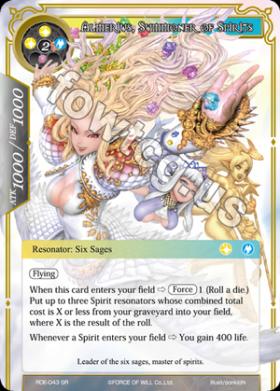 Almerius, Summoner of Spirits
2
ATK 1000/DEF 1000
fowtcgplus
Resonator: Six Sages
Flying
When this card enters your field ⇒ Force 1 (Roll a die.)
Put up to three Spirit resonators whose combined total
cost is X or less from your graveyard into your field,
where X is the result of the roll.
Whenever a Spirit enters your field ⇒ You gain 400 life.
Leader of the six sages, master of spirits.
RDE-043 SR
©FORCE OF WILL Co.,Ltd.